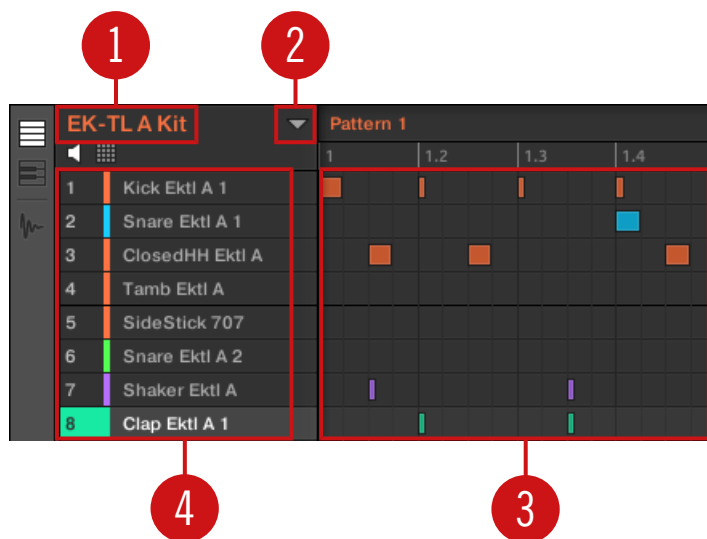 1 2
EK-TL A Kit Pattern 1
1 1.2 1.3 1.4
1 Kick Ektl A 1
2 Snare Ektl A 1
3 ClosedHH Ektl A
4 Tamb Ektl A
5 SideStick 707
6 Snare Ektl A 2
7 Shaker Ektl A
8 Clap Ektl A 1
4 3